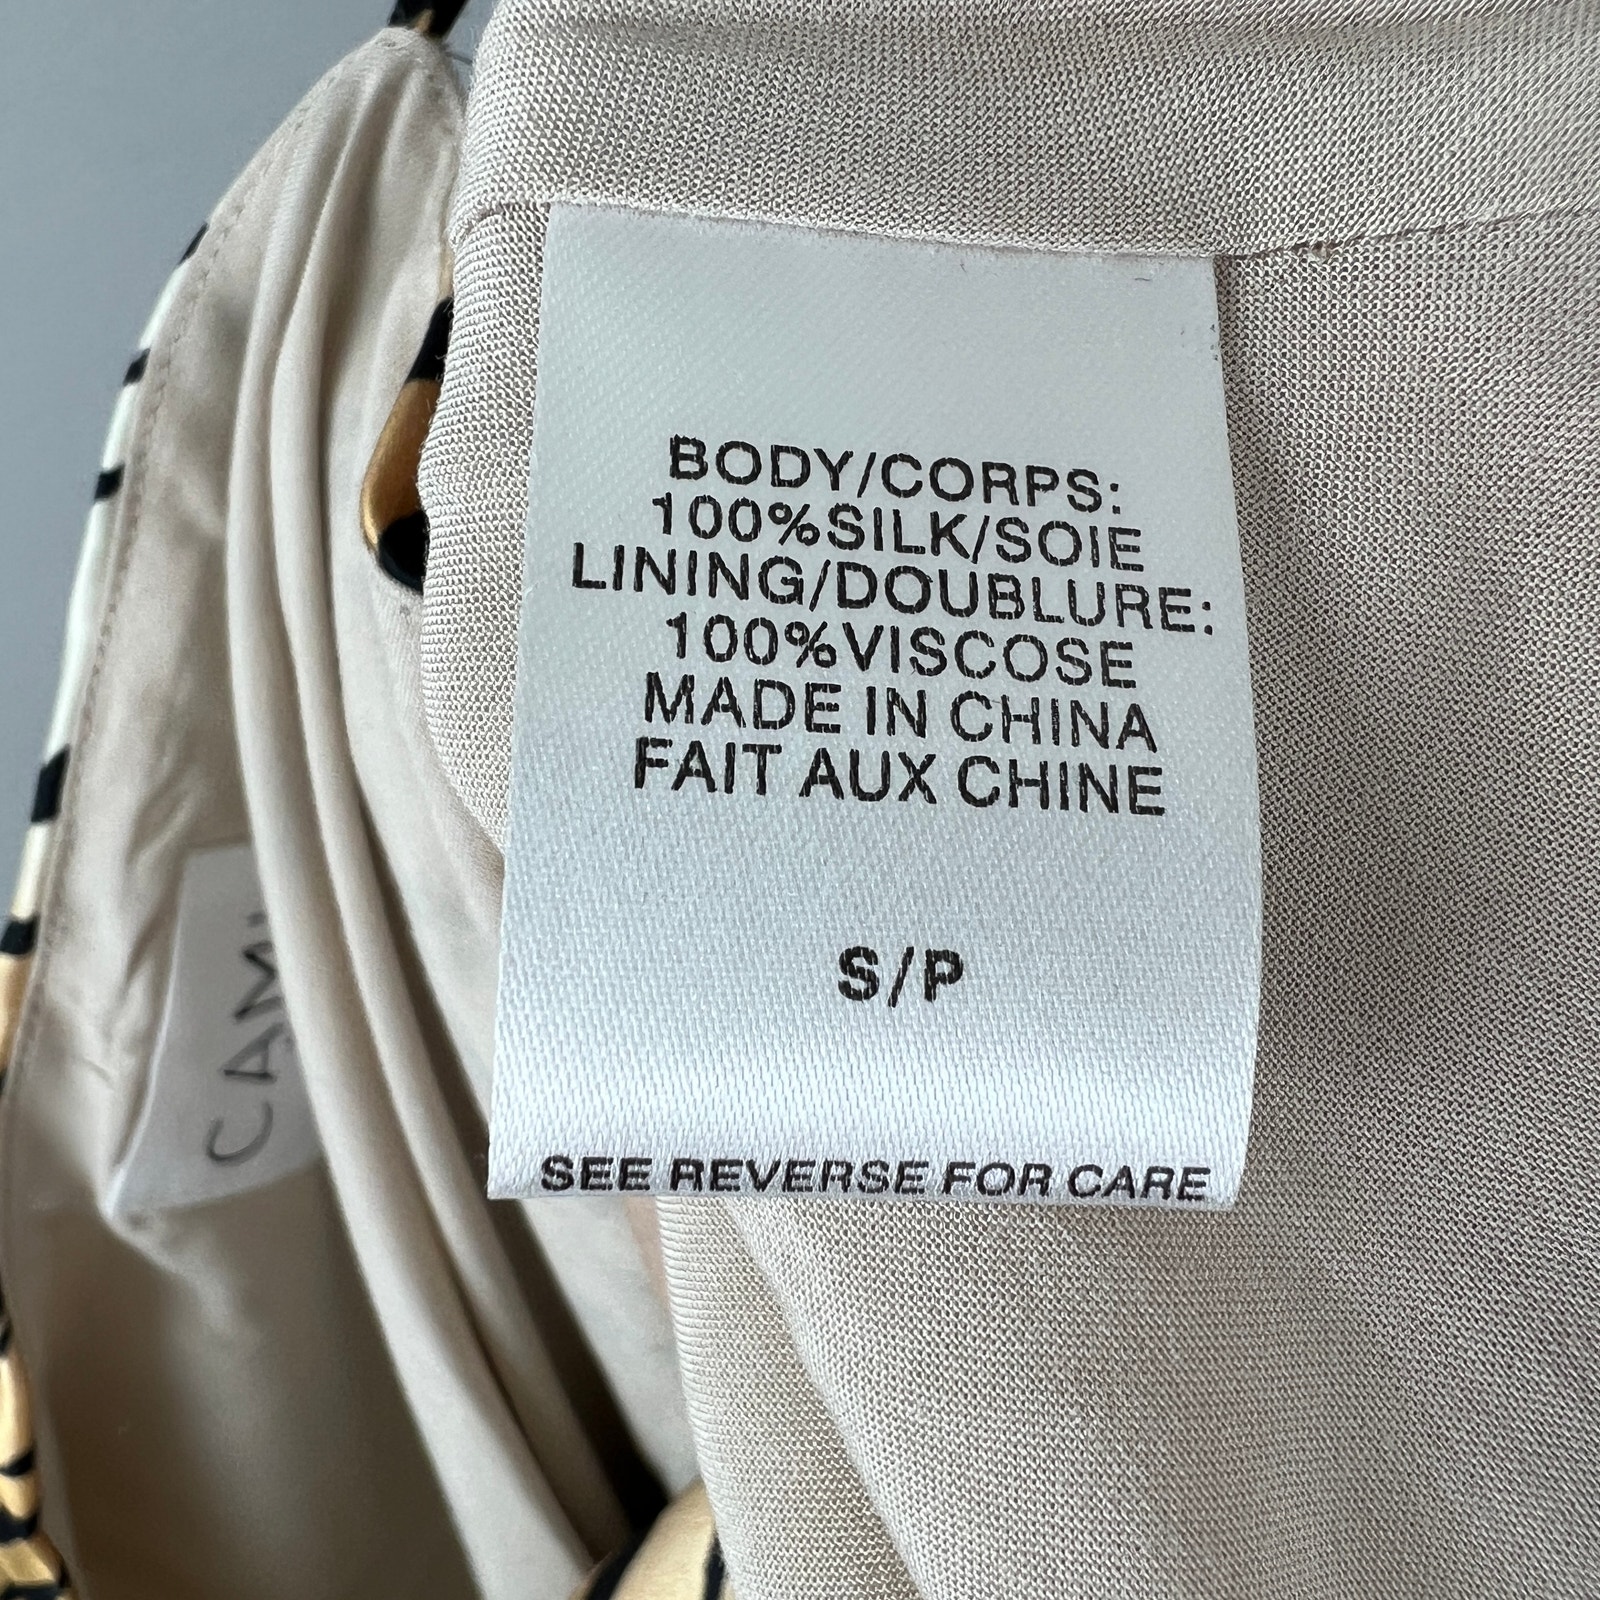 BODY/CORPS:
100%SILK/SOIE
LINING/DOUBLURE:
100%VISCOSE
MADE IN CHINA
FAIT AUX CHINE
S/P
SEE REVERSE FOR CARE
CAMI